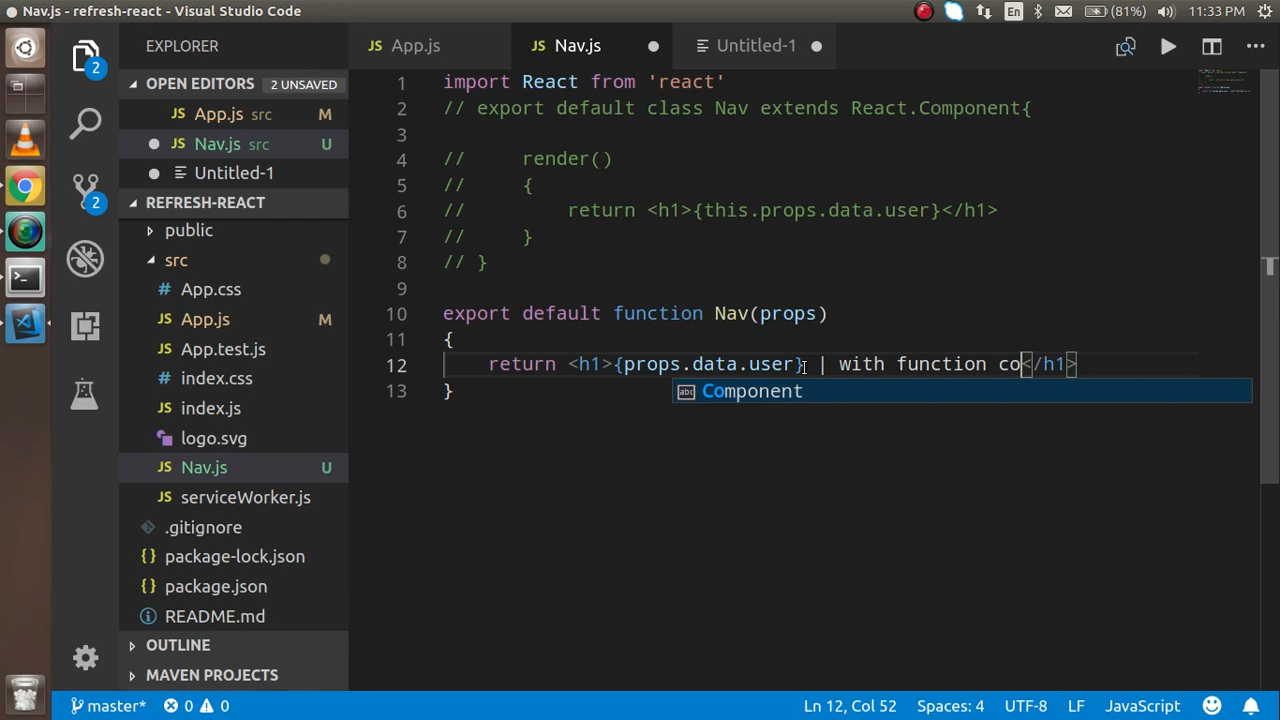 Nav.js - refresh-react - Visual Studio Code
En
(81%)
11:33 PM
EXPLORER
OPEN EDITORS
2 UNSAVED
App.js src M
Nav.js src U
Untitled-1
REFRESH-REACT
public
src
App.css
App.js M
App.test.js
index.css
index.js
logo.svg
Nav.js U
serviceWorker.js
.gitignore
package-lock.json
package.json
README.md
OUTLINE
MAVEN PROJECTS
2
2
App.js
Nav.js
Untitled-1
1 import React from 'react'
2 // export default class Nav extends React.Component{
3
4 //     render()
5 //     {
6 //         return <h1>{this.props.data.user}</h1>
7 //     }
8 // }
9
10 export default function Nav(props)
11 {
12     return <h1>{props.data.user} | with function co</h1>
Component
13 }
master*
0
0
Ln 12, Col 52
Spaces: 4
UTF-8
LF
JavaScript